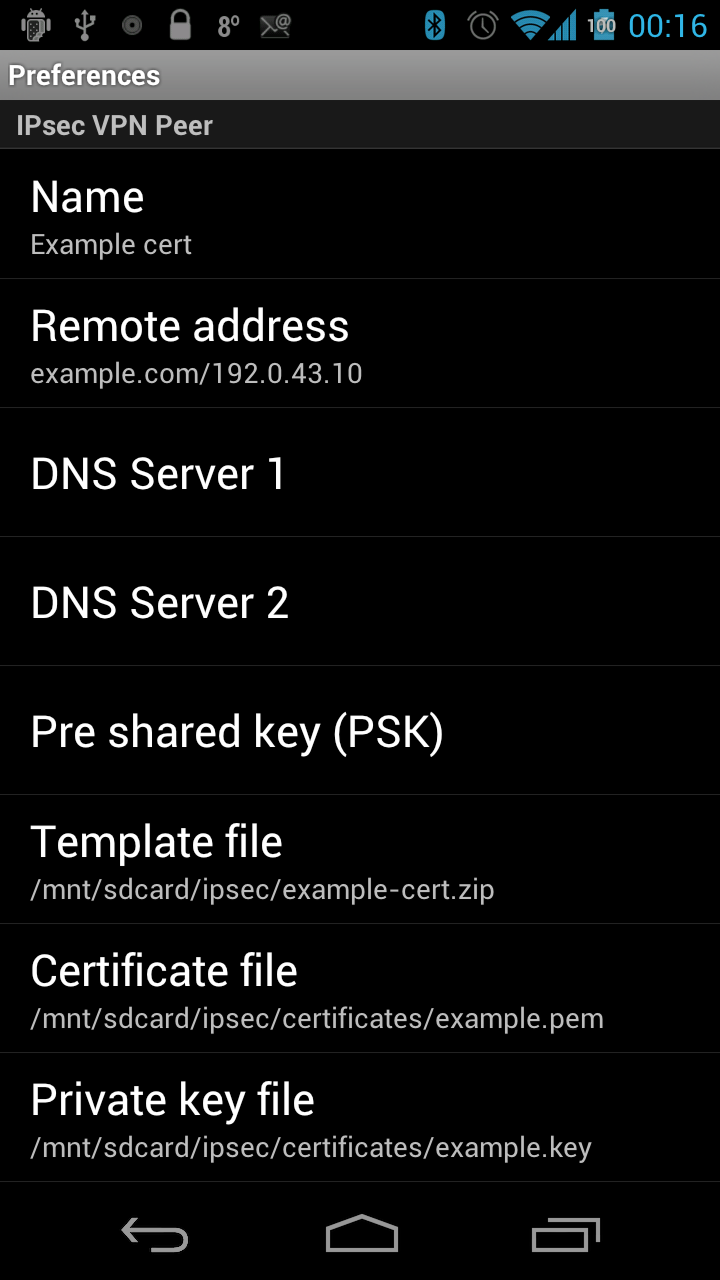 8º 100 00:16
Preferences
IPsec VPN Peer
Name
Example cert
Remote address
example.com/192.0.43.10
DNS Server 1
DNS Server 2
Pre shared key (PSK)
Template file
/mnt/sdcard/ipsec/example-cert.zip
Certificate file
/mnt/sdcard/ipsec/certificates/example.pem
Private key file
/mnt/sdcard/ipsec/certificates/example.key